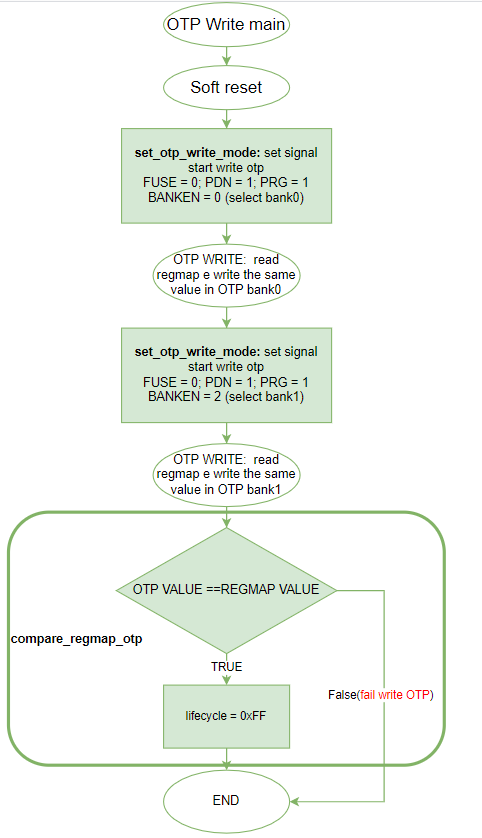 OTP Write main
Soft reset
set_otp_write_mode: set signal
start write otp
FUSE = 0; PDN = 1; PRG = 1
BANKEN = 0 (select bank0)
OTP WRITE: read
regmap e write the same
value in OTP bank0
set_otp_write_mode: set signal
start write otp
FUSE = 0; PDN = 1; PRG = 1
BANKEN = 2 (select bank1)
OTP WRITE: read
regmap e write the same
value in OTP bank1
OTP VALUE ==REGMAP VALUE
compare_regmap_otp
TRUE
False(fail write OTP)
lifecycle = 0xFF
END